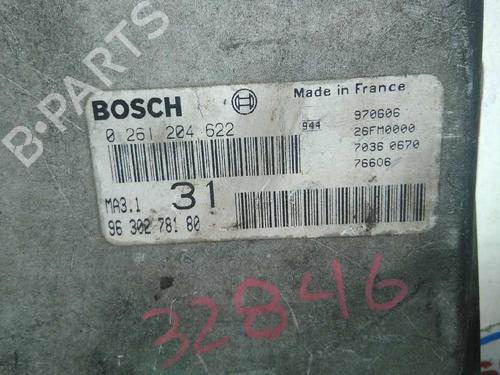 B-PARTS
BOSCH
Made in France
0 261 204 622
944
970606
26FM0000
7036 0670
76606
MA3.1
31
96 302 781 80
32846